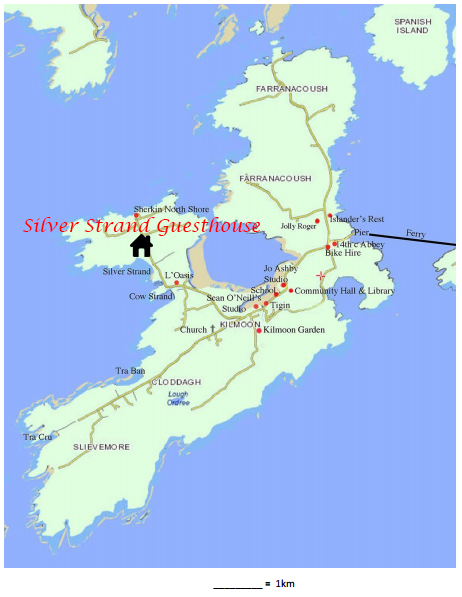 SPANISH
ISLAND
FARRANACOUSH
FARRANACOUSH
Sherkin North Shore
Islander's Rest
Jolly Roger
Silver Strand Guesthouse
Pier
Ferry
14th c Abbey
Bike Hire
Silver Strand
L'Oasis
Jo Ashby
Studio
Cow Strand
School
Community Hall & Library
Sean O'Neill's
Studio
Tigin
KILMOON
Church
Kilmoon Garden
Tra Ban
CLODDAGH
Lough
Ordree
Tra Cru
SLIEVEMORE
= 1km